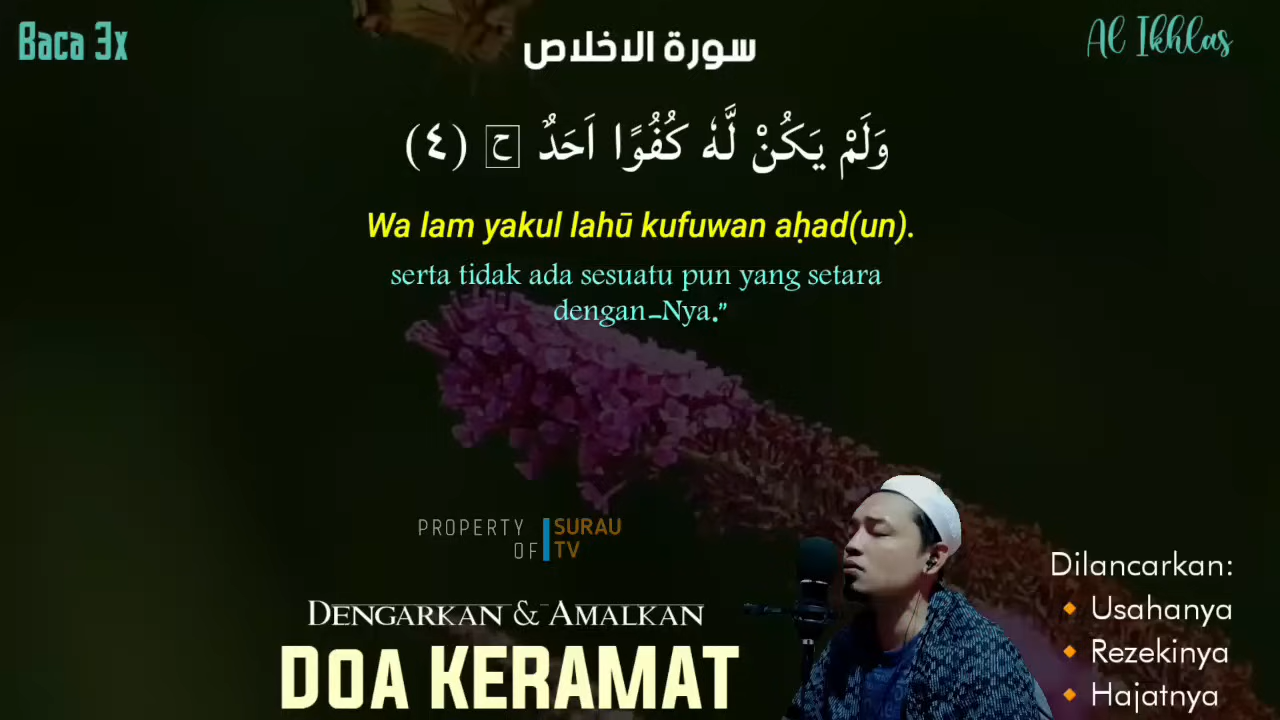 Baca 3x
سورة الاخلاص
Al Ikhlas
وَلَمْ يَكُنْ لَّهٗ كُفُوًا اَحَدٌ ࣖ (٤)
Wa lam yakul lahū kufuwan aḥad(un).
serta tidak ada sesuatu pun yang setara
dengan-Nya."
PROPERTY OF
SURAU TV
DENGARKAN & AMALKAN
DOA KERAMAT
Dilancarkan:
🔸 Usahanya
🔸 Rezekinya
🔸 Hajatnya